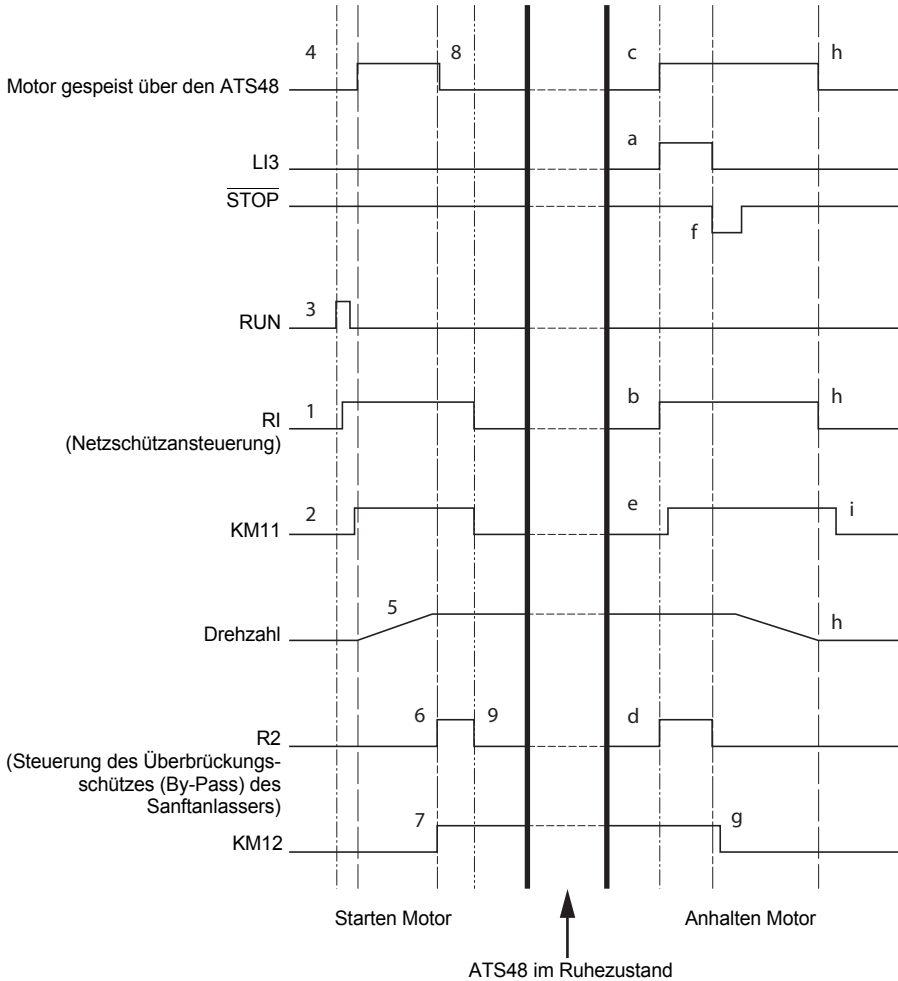 4
8
c
h
Motor gespeist über den ATS48
a
LI3
STOP
f
3
RUN
1
b
h
RI
(Netzschützansteuerung)
2
e
i
KM11
5
Drehzahl
h
6
9
d
R2
(Steuerung des Überbrückungs-
schützes (By-Pass) des
Sanftanlassers)
7
g
KM12
Starten Motor
Anhalten Motor
ATS48 im Ruhezustand